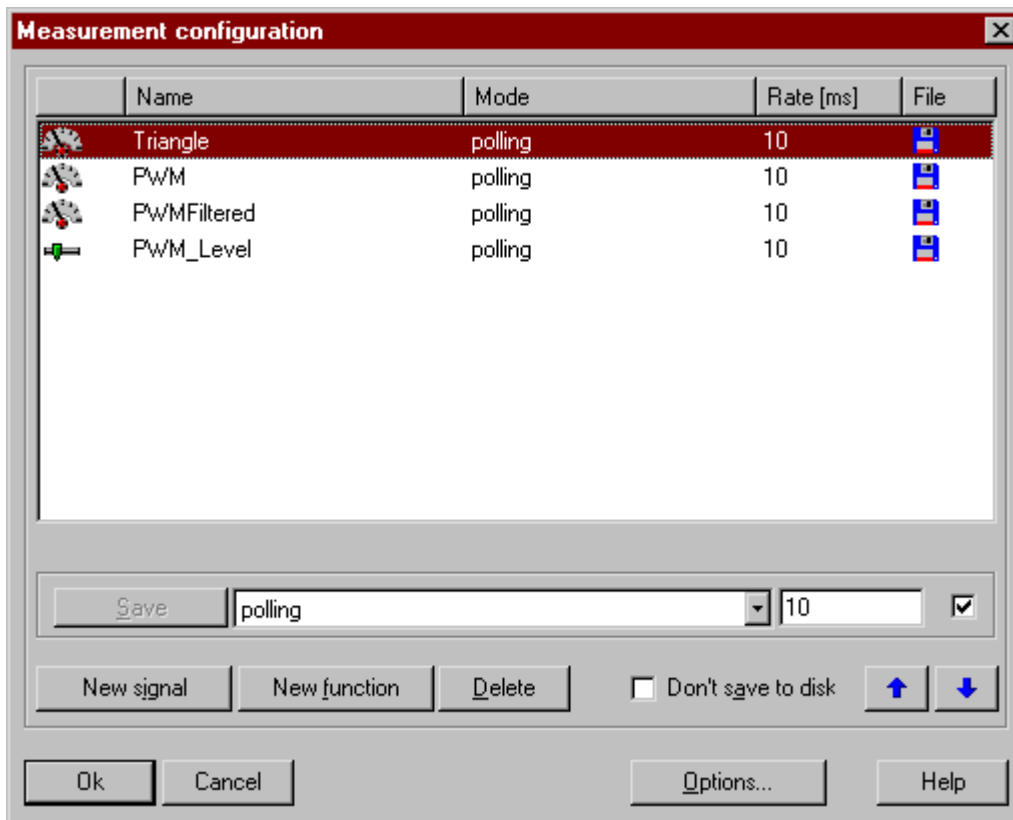 Measurement configuration
Name Mode Rate [ms] File
Triangle polling 10
PWM polling 10
PWMFiltered polling 10
PWM_Level polling 10
Save polling 10
New signal New function Delete Don't save to disk
Ok Cancel Options... Help